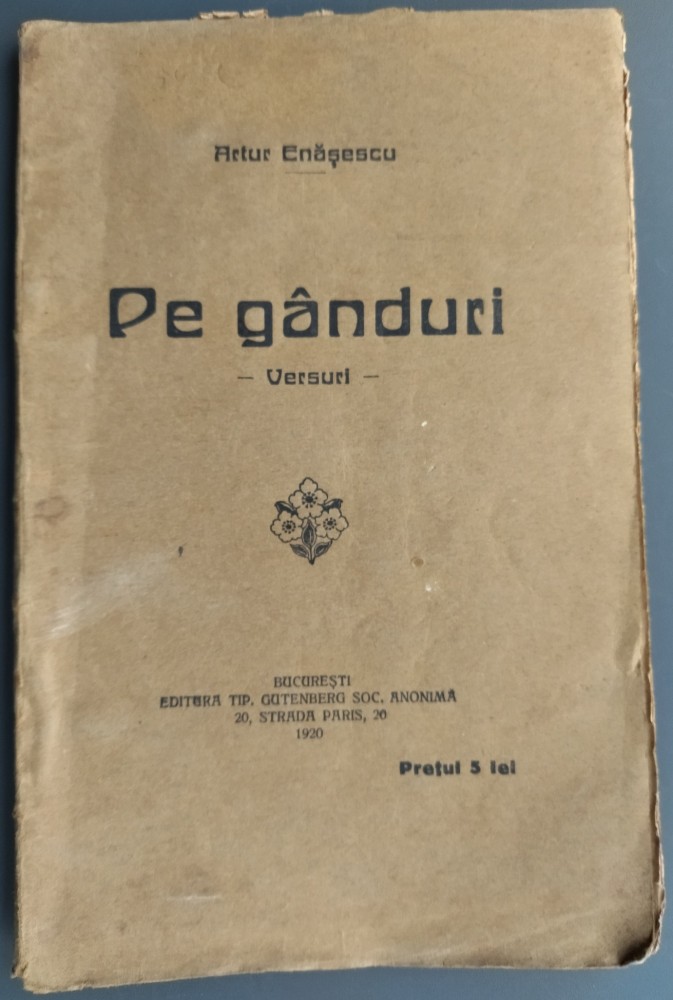 Artur Enășescu
Pe gânduri
— Versuri —
BUCUREȘTI
EDITURA TIP. GUTENBERG SOC. ANONIMĂ
20, STRADA PARIS, 20
1920
Prețul 5 lei